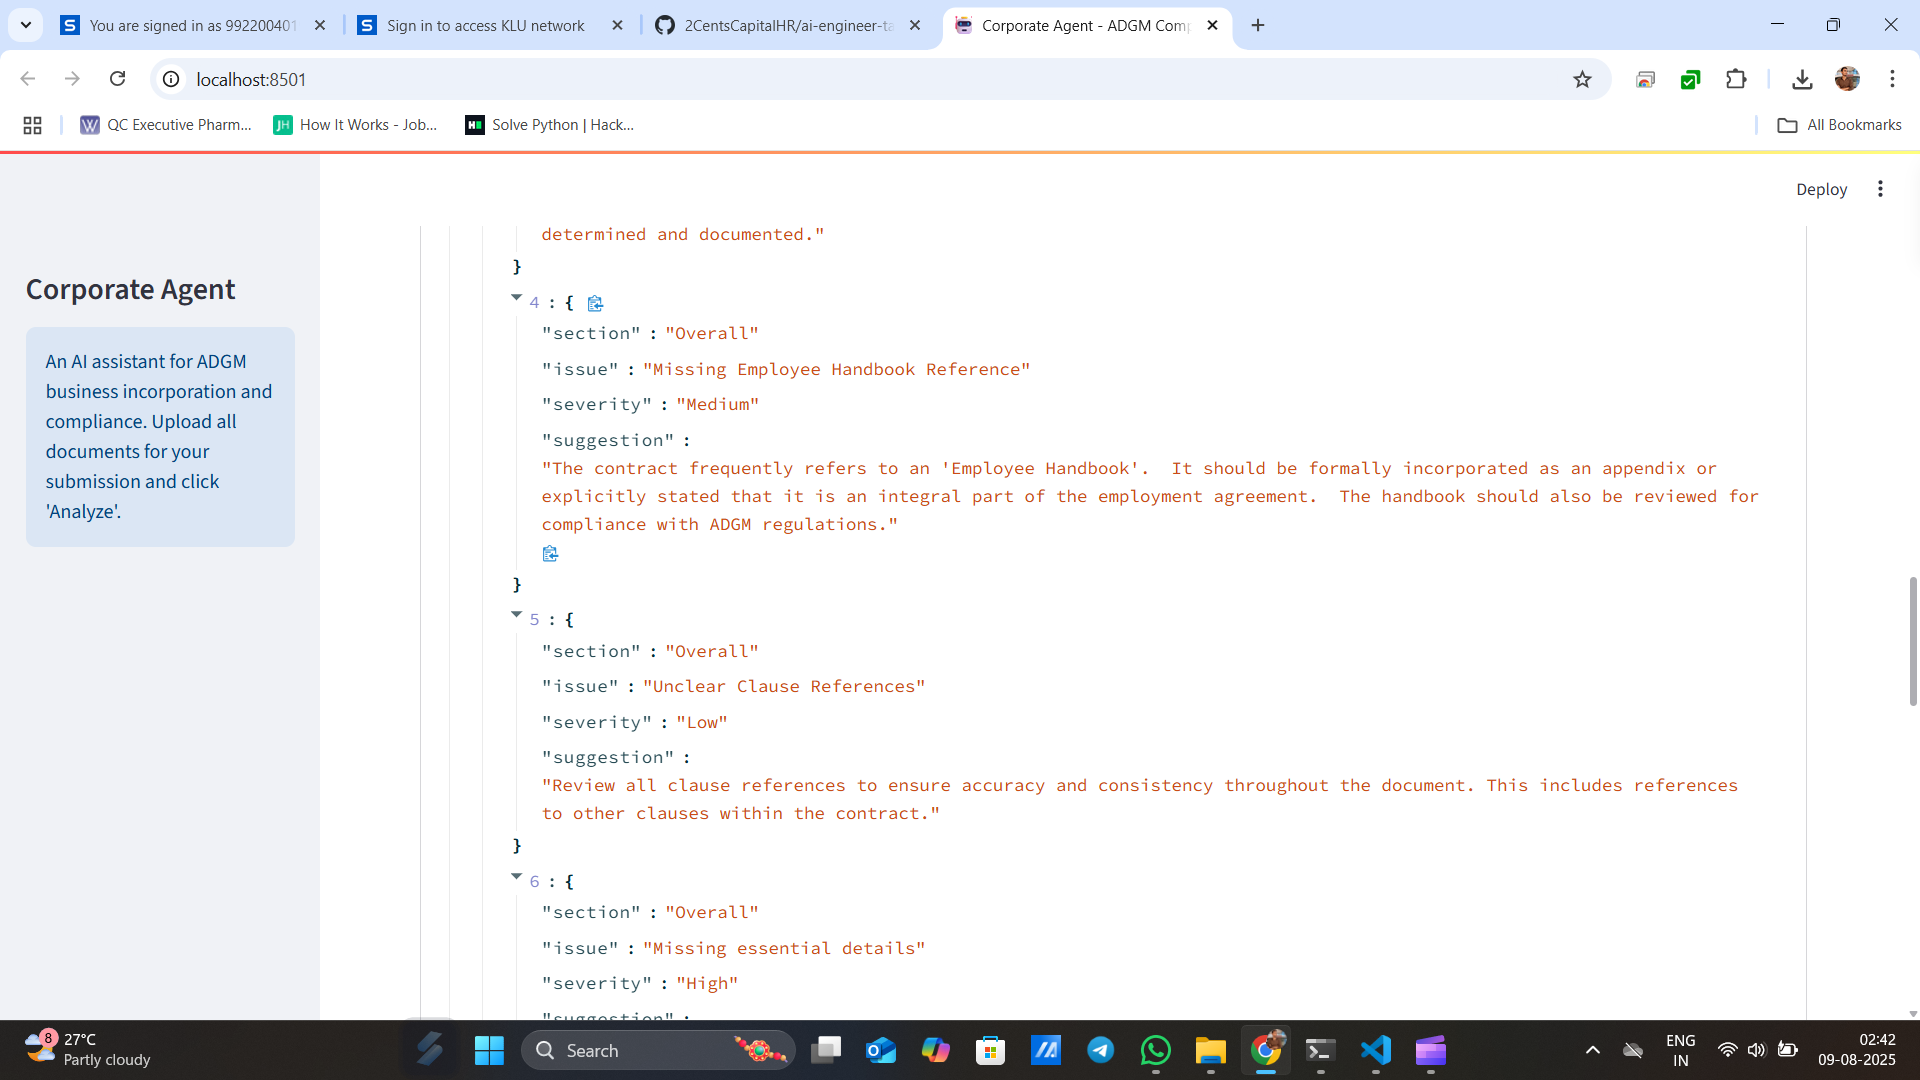 You are signed in as 992200401
Sign in to access KLU network
2CentsCapitalHR/ai-engineer-ta
Corporate Agent - ADGM Comp
localhost:8501
QC Executive Pharm...
How It Works - Job...
Solve Python | Hack...
All Bookmarks
Deploy
Corporate Agent
An AI assistant for ADGM
business incorporation and
compliance. Upload all
documents for your
submission and click
'Analyze'.
determined and documented."
}
4 : {
"section" : "Overall"
"issue" : "Missing Employee Handbook Reference"
"severity" : "Medium"
"suggestion" :
"The contract frequently refers to an 'Employee Handbook'.  It should be formally incorporated as an appendix or
explicitly stated that it is an integral part of the employment agreement.  The handbook should also be reviewed for
compliance with ADGM regulations."
}
5 : {
"section" : "Overall"
"issue" : "Unclear Clause References"
"severity" : "Low"
"suggestion" :
"Review all clause references to ensure accuracy and consistency throughout the document. This includes references
to other clauses within the contract."
}
6 : {
"section" : "Overall"
"issue" : "Missing essential details"
"severity" : "High"
"suggestion" :
8
27°C
Partly cloudy
Search
ENG
IN
02:42
09-08-2025